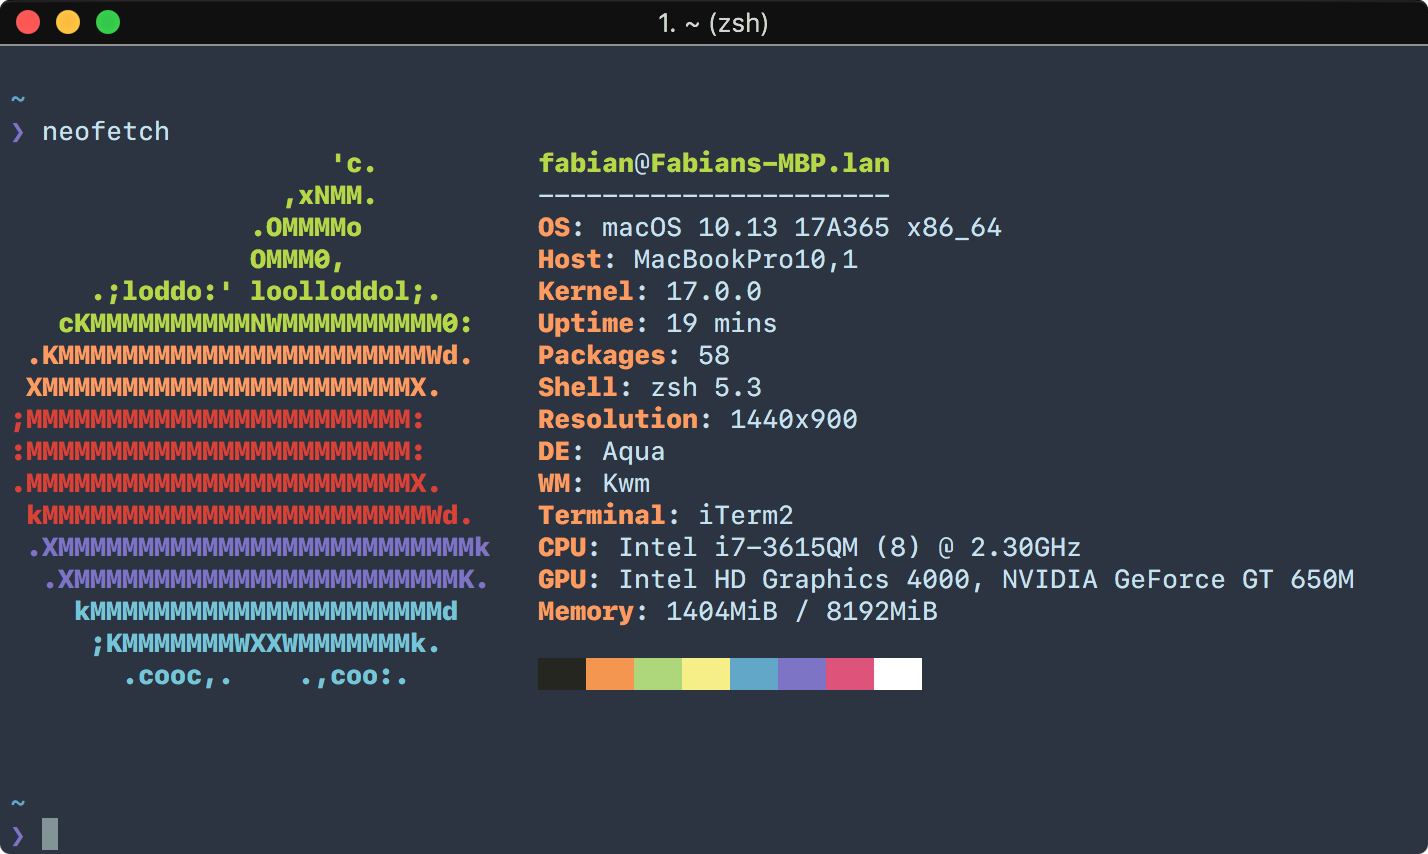 1. ~ (zsh)
~
❯ neofetch
'c.
,xNMM.
.OMMMMo
OMMM0,
.;loddo:' loolloddol;.
cKMMMMMMMMMMNWMMMMMMMMMM0:
.KMMMMMMMMMMMMMMMMMMMMMMMWd.
XMMMMMMMMMMMMMMMMMMMMMMMX.
;MMMMMMMMMMMMMMMMMMMMMMMM:
:MMMMMMMMMMMMMMMMMMMMMMMM:
.MMMMMMMMMMMMMMMMMMMMMMMMX.
kMMMMMMMMMMMMMMMMMMMMMMMMWd.
.XMMMMMMMMMMMMMMMMMMMMMMMMMMk
.XMMMMMMMMMMMMMMMMMMMMMMMMK.
kMMMMMMMMMMMMMMMMMMMMMMd
;KMMMMMMMWXXWMMMMMMMk.
.cooc,.    .,coo:.
fabian@Fabians-MBP.lan
----------------------
OS: macOS 10.13 17A365 x86_64
Host: MacBookPro10,1
Kernel: 17.0.0
Uptime: 19 mins
Packages: 58
Shell: zsh 5.3
Resolution: 1440x900
DE: Aqua
WM: Kwm
Terminal: iTerm2
CPU: Intel i7-3615QM (8) @ 2.30GHz
GPU: Intel HD Graphics 4000, NVIDIA GeForce GT 650M
Memory: 1404MiB / 8192MiB
~
❯